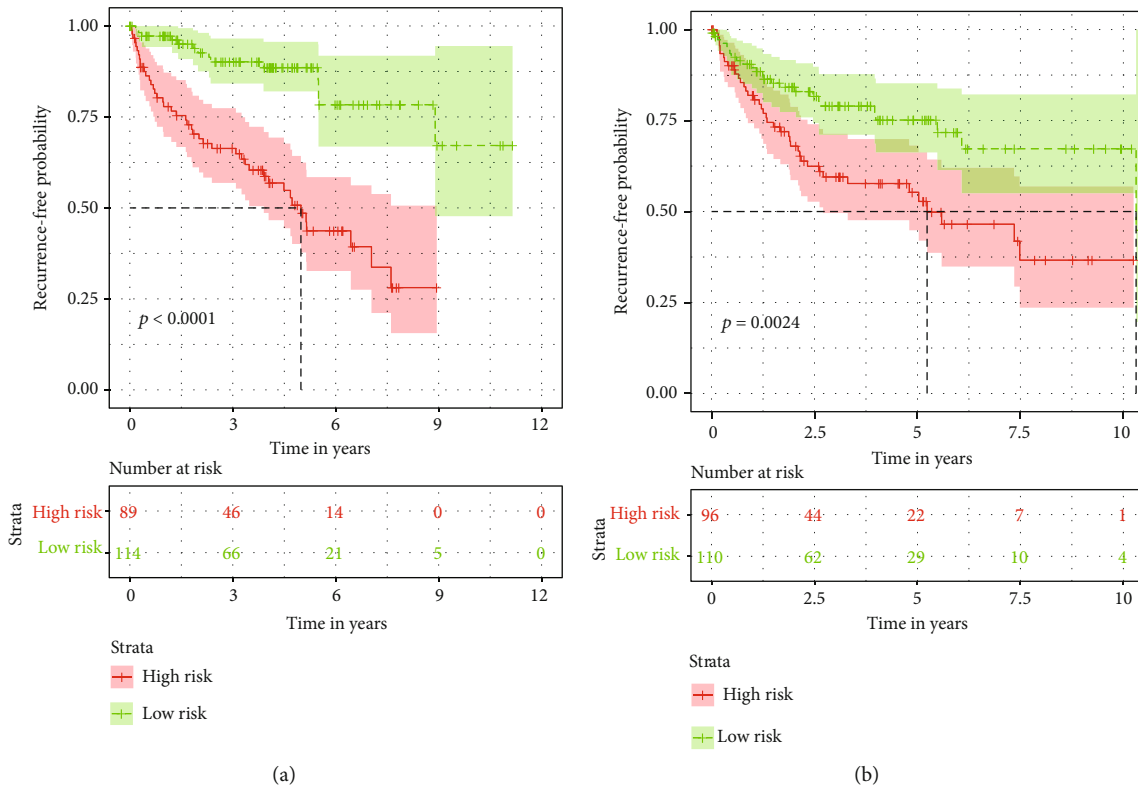 1.00
0.75
0.50
0.25
0.00
Recurrence-free probability
p < 0.0001
0 3 6 9 12
Time in years
Number at risk
Strata
High risk 89 46 14 0 0
Low risk 114 66 21 5 0
0 3 6 9 12
Time in years
Strata
High risk
Low risk
(a)
1.00
0.75
0.50
0.25
0.00
Recurrence-free probability
p = 0.0024
0 2.5 5 7.5 10
Time in years
Number at risk
Strata
High risk 96 44 22 7 1
Low risk 110 62 29 10 4
0 2.5 5 7.5 10
Time in years
Strata
High risk
Low risk
(b)